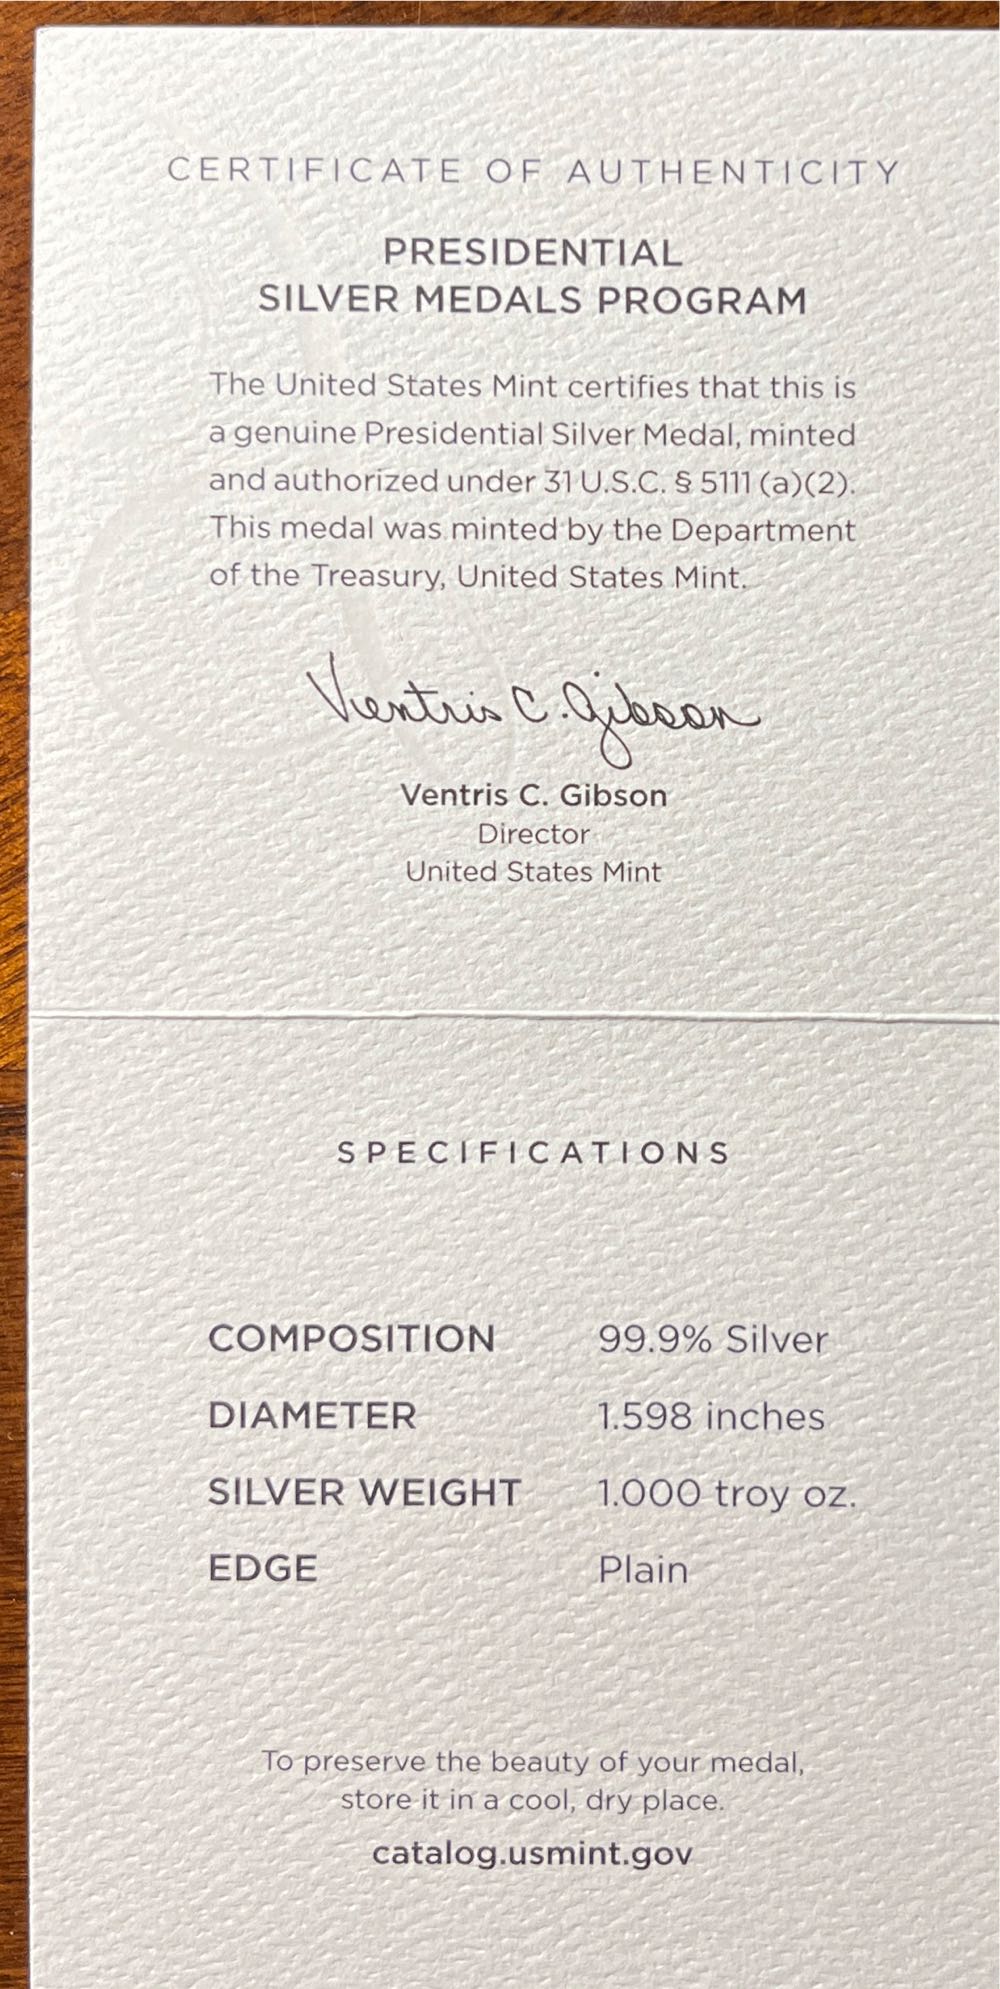 CERTIFICATE OF AUTHENTICITY
PRESIDENTIAL
SILVER MEDALS PROGRAM
The United States Mint certifies that this is
a genuine Presidential Silver Medal, minted
and authorized under 31 U.S.C. § 5111 (a)(2).
This medal was minted by the Department
of the Treasury, United States Mint.
Ventris C. Gibson
Ventris C. Gibson
Director
United States Mint
SPECIFICATIONS
COMPOSITION 99.9% Silver
DIAMETER 1.598 inches
SILVER WEIGHT 1.000 troy oz.
EDGE Plain
To preserve the beauty of your medal,
store it in a cool, dry place.
catalog.usmint.gov